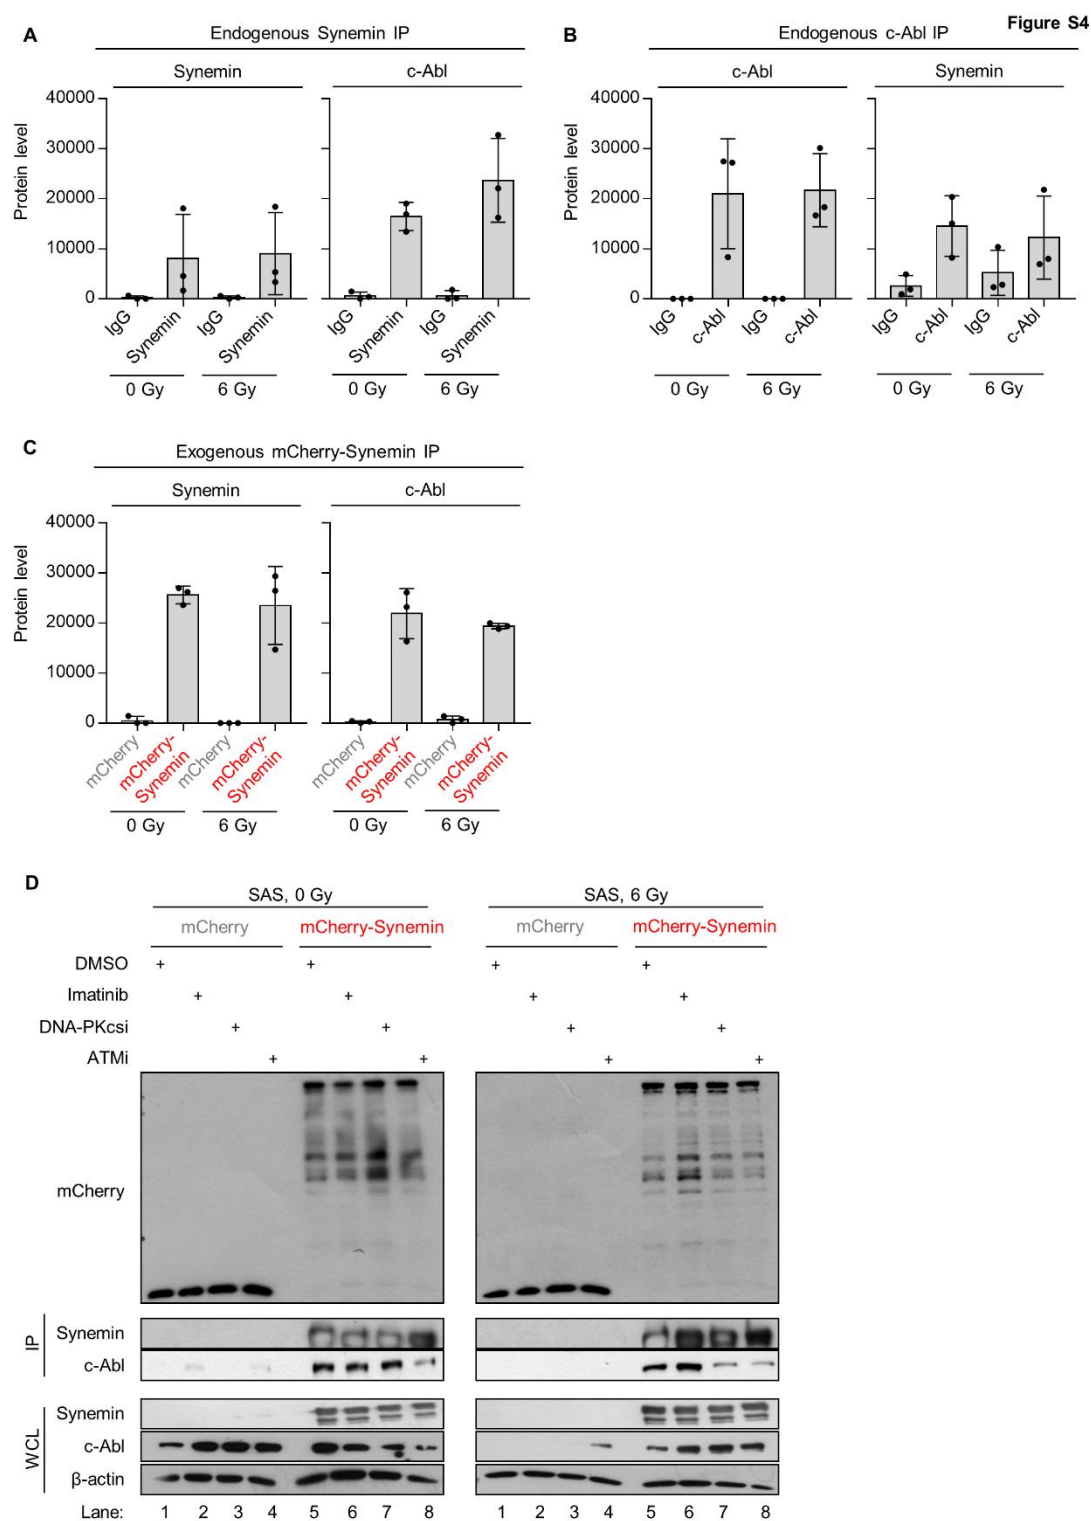 Figure S4
A
Endogenous Synemin IP
Synemin
c-Abl
Protein level
40000
30000
20000
10000
0
IgG
Synemin
IgG
Synemin
IgG
Synemin
IgG
Synemin
0 Gy
6 Gy
0 Gy
6 Gy
B
Endogenous c-Abl IP
c-Abl
Synemin
Protein level
40000
30000
20000
10000
0
IgG
c-Abl
IgG
c-Abl
IgG
c-Abl
IgG
c-Abl
0 Gy
6 Gy
0 Gy
6 Gy
C
Exogenous mCherry-Synemin IP
Synemin
c-Abl
Protein level
40000
30000
20000
10000
0
mCherry
mCherry-
Synemin
mCherry
mCherry-
Synemin
mCherry
mCherry-
Synemin
mCherry
mCherry-
Synemin
0 Gy
6 Gy
0 Gy
6 Gy
D
SAS, 0 Gy
SAS, 6 Gy
mCherry
mCherry-Synemin
mCherry
mCherry-Synemin
DMSO + + + +
Imatinib + + + +
DNA-PKcsi + + + +
ATMi + + + +
mCherry
IP
Synemin
c-Abl
WCL
Synemin
c-Abl
β-actin
Lane: 1 2 3 4 5 6 7 8 1 2 3 4 5 6 7 8